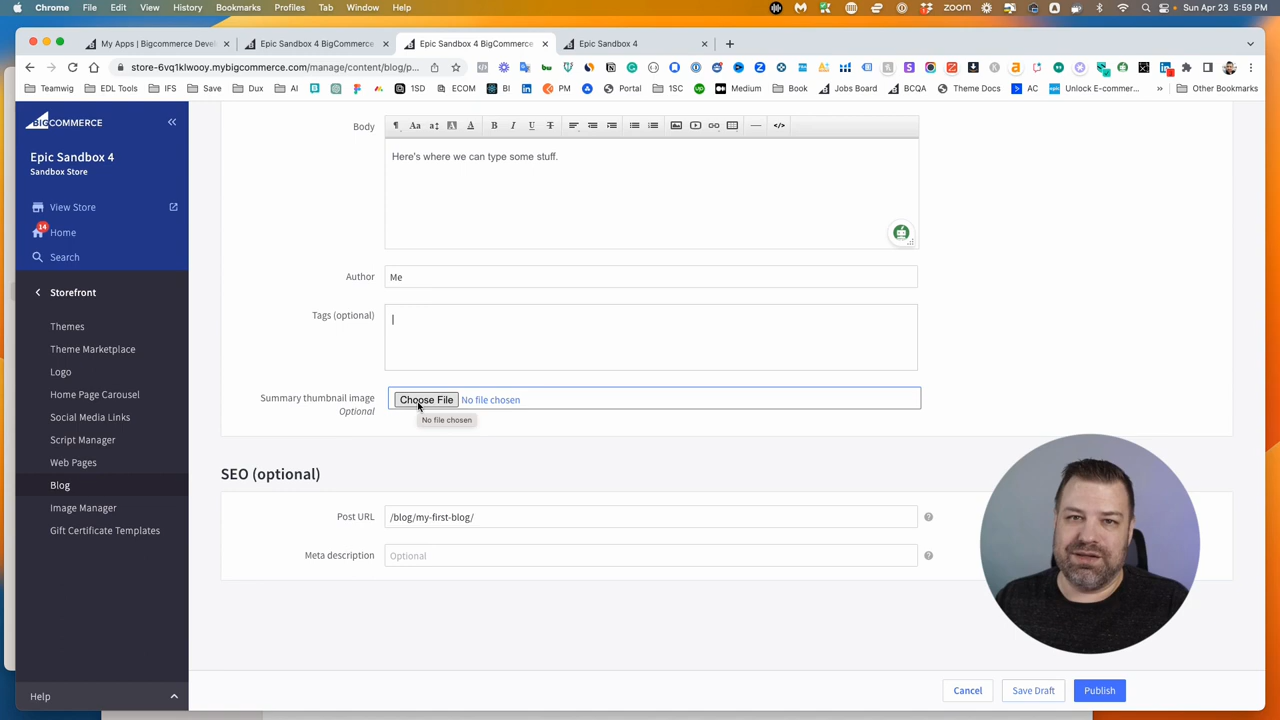 Chrome File Edit View History Bookmarks Profiles Tab Window Help
ZOOM
Sun Apr 23 5:59 PM
My Apps | Bigcommerce Devel
Epic Sandbox 4 BigCommerce
Epic Sandbox 4 BigCommerce
Epic Sandbox 4
store-6vq1klwooy.mybigcommerce.com/manage/content/blog/p...
Teamwig EDL Tools IFS Save Dux AI 1SD ECOM BI PM Portal 1SC Medium Book Jobs Board BCQA Theme Docs AC Unlock E-commer... » Other Bookmarks
BIGCOMMERCE
Epic Sandbox 4
Sandbox Store
View Store
14
Home
Search
Storefront
Themes
Theme Marketplace
Logo
Home Page Carousel
Social Media Links
Script Manager
Web Pages
Blog
Image Manager
Gift Certificate Templates
Help
Body
Here's where we can type some stuff.
Author
Me
Tags (optional)
Summary thumbnail image
Optional
Choose File No file chosen
No file chosen
SEO (optional)
Post URL
/blog/my-first-blog/
Meta description
Optional
Cancel
Save Draft
Publish